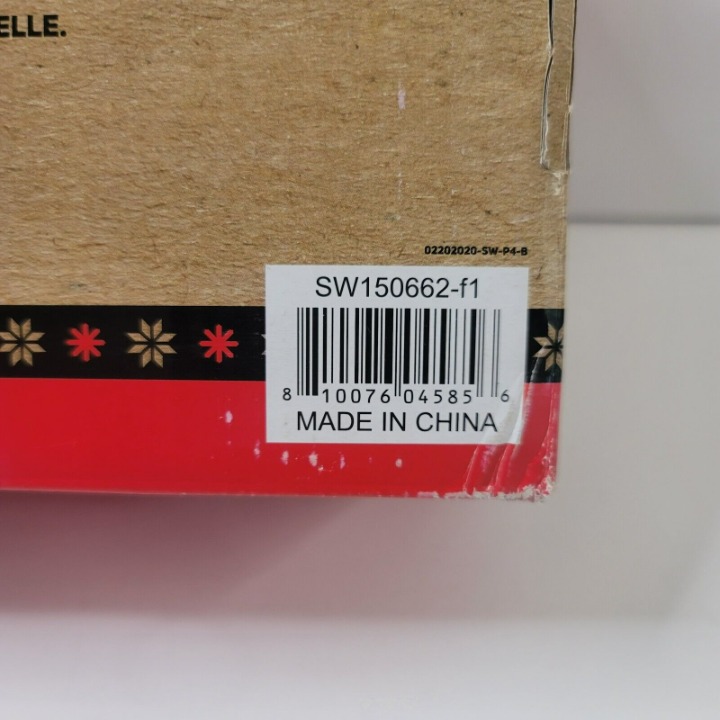 ELLE.
02202020-SW-P4-B
SW150662-f1
8 10076 04585 6
MADE IN CHINA